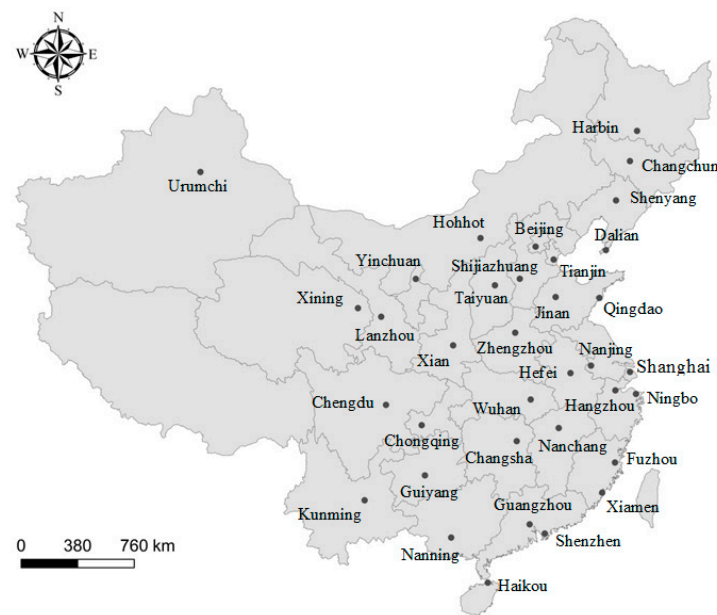 N
W E
S
Harbin
Changchun
Urumchi
Shenyang
Hohhot
Beijing
Dalian
Yinchuan
Shijiazhuang
Tianjin
Xining
Taiyuan
Jinan
Qingdao
Lanzhou
Zhengzhou
Xian
Nanjing
Hefei
Shanghai
Chengdu
Wuhan
Hangzhou
Ningbo
Chongqing
Nanchang
Changsha
Fuzhou
Guiyang
Kunming
Guangzhou
Xiamen
Shenzhen
Nanning
0 380 760 km
Haikou